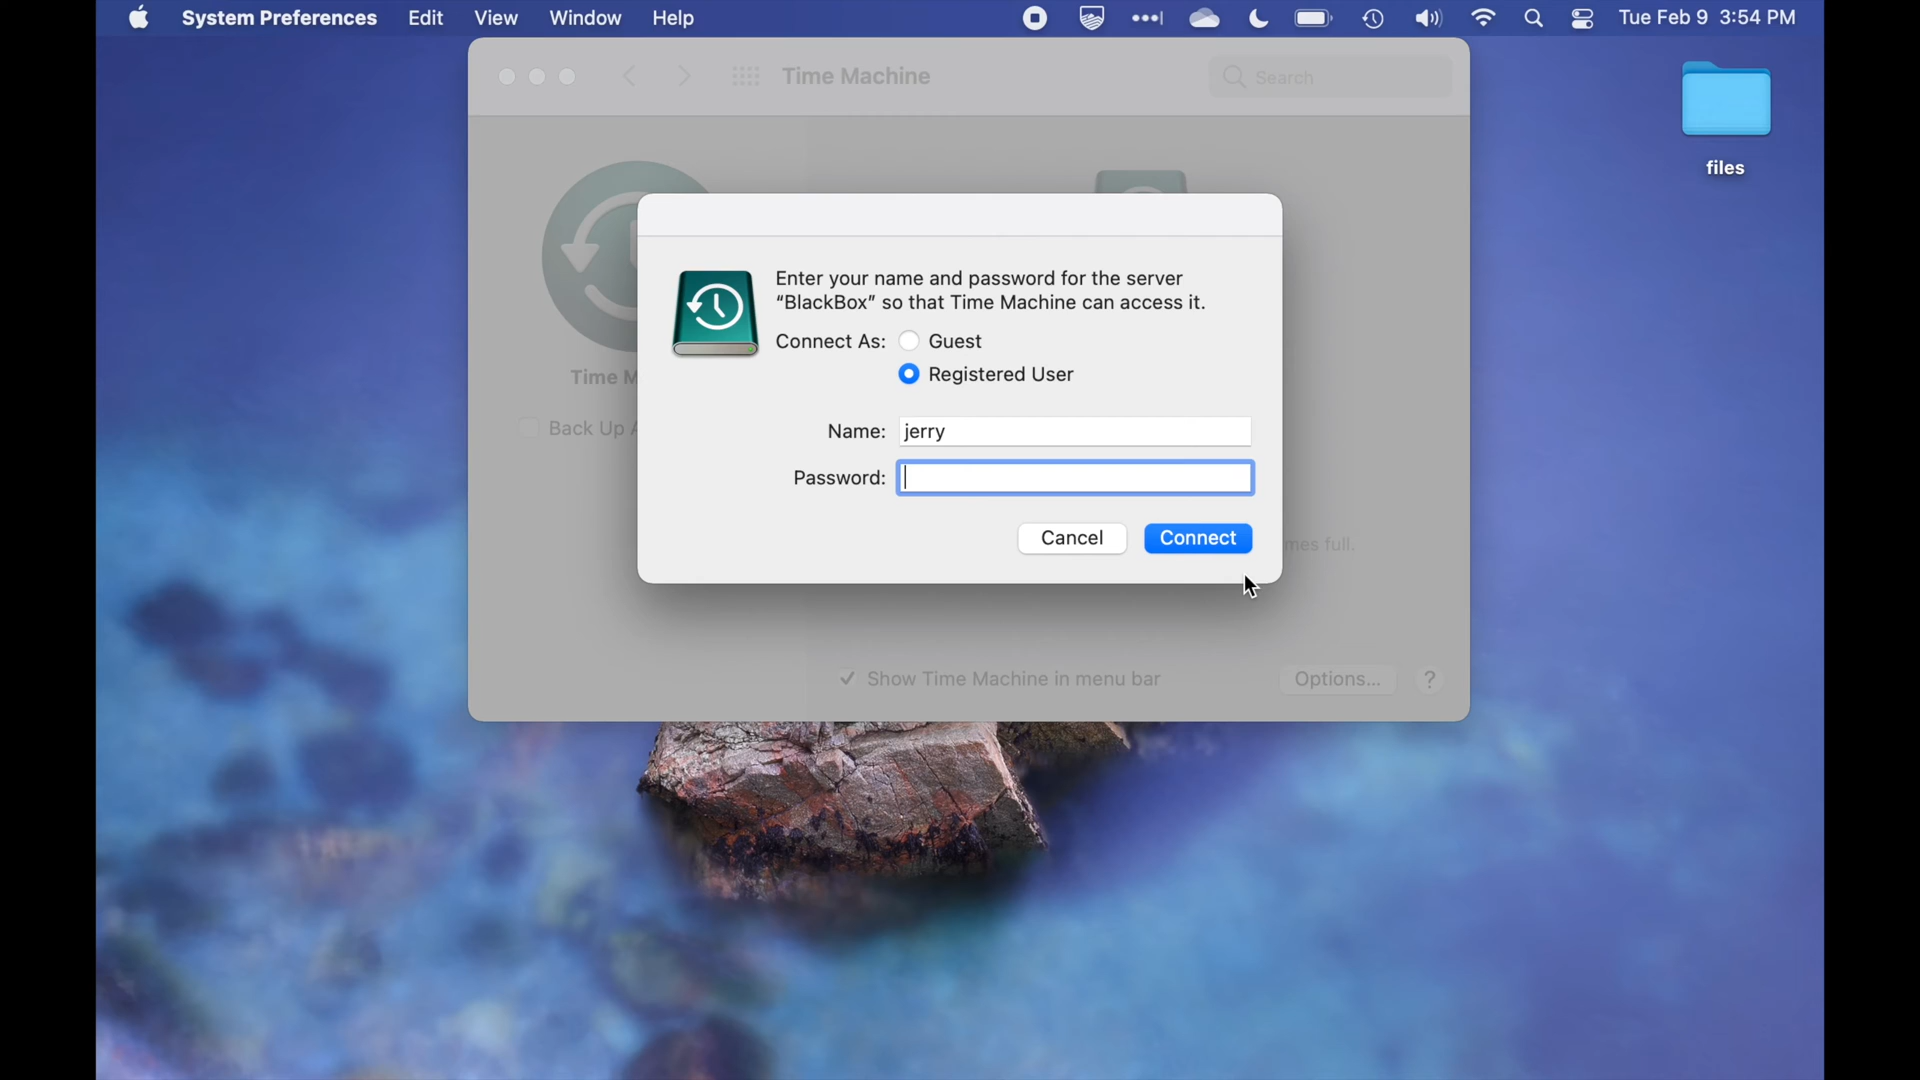 System Preferences Edit View Window Help Tue Feb 9 3:54 PM
Time Machine Search
files
Enter your name and password for the server
“BlackBox” so that Time Machine can access it.
Connect As: Guest
Registered User
Time M
Back Up A
Name: jerry
Password:
Cancel Connect
mes full.
Show Time Machine in menu bar Options... ?